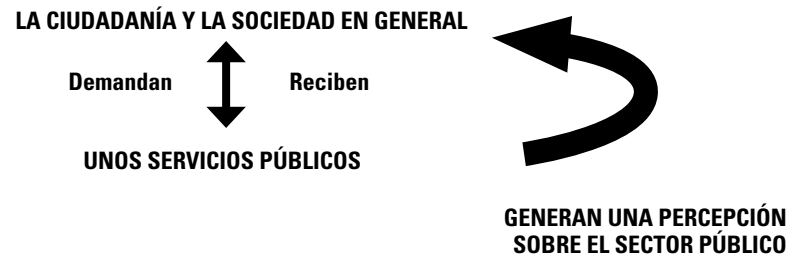 LA CIUDADANÍA Y LA SOCIEDAD EN GENERAL
Demandan Reciben
UNOS SERVICIOS PÚBLICOS
GENERAN UNA PERCEPCIÓN
SOBRE EL SECTOR PÚBLICO